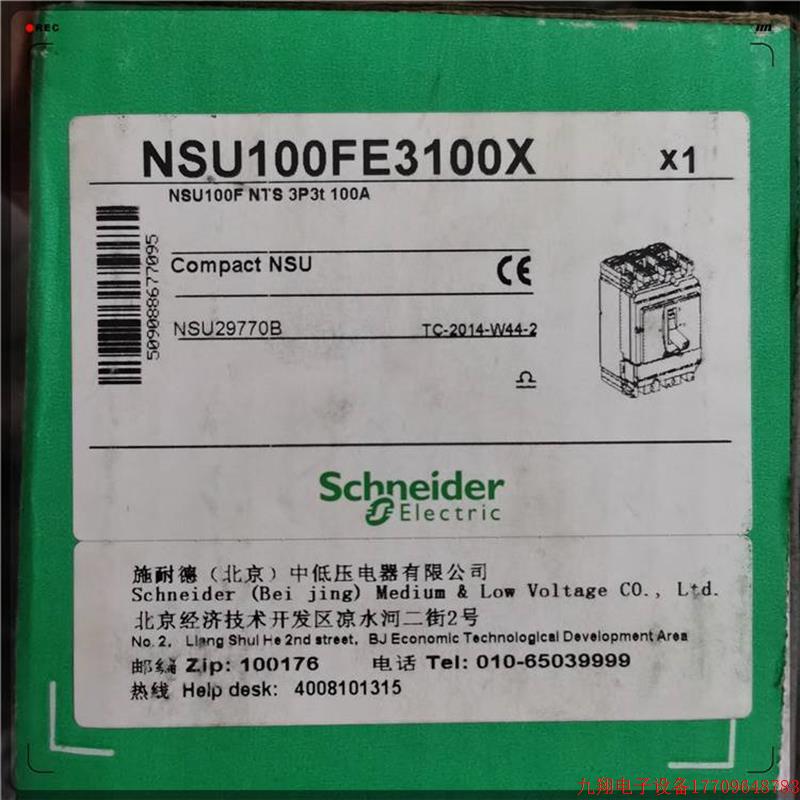 REC
NSU100FE3100X x1
NSU100F NTS 3P3t 100A
5090888677095
Compact NSU CE
NSU29770B TC-2014-W44-2
Schneider
Electric
施耐德（北京）中低压电器有限公司
Schneider (Bei jing) Medium & Low Voltage CO., Ltd.
北京经济技术开发区凉水河二街2号
No. 2, Liang Shui He 2nd street, BJ Economic Technological Development Area
邮编 Zip: 100176 电话 Tel: 010-65039999
热线 Help desk: 4008101315
九翔电子设备17709648783